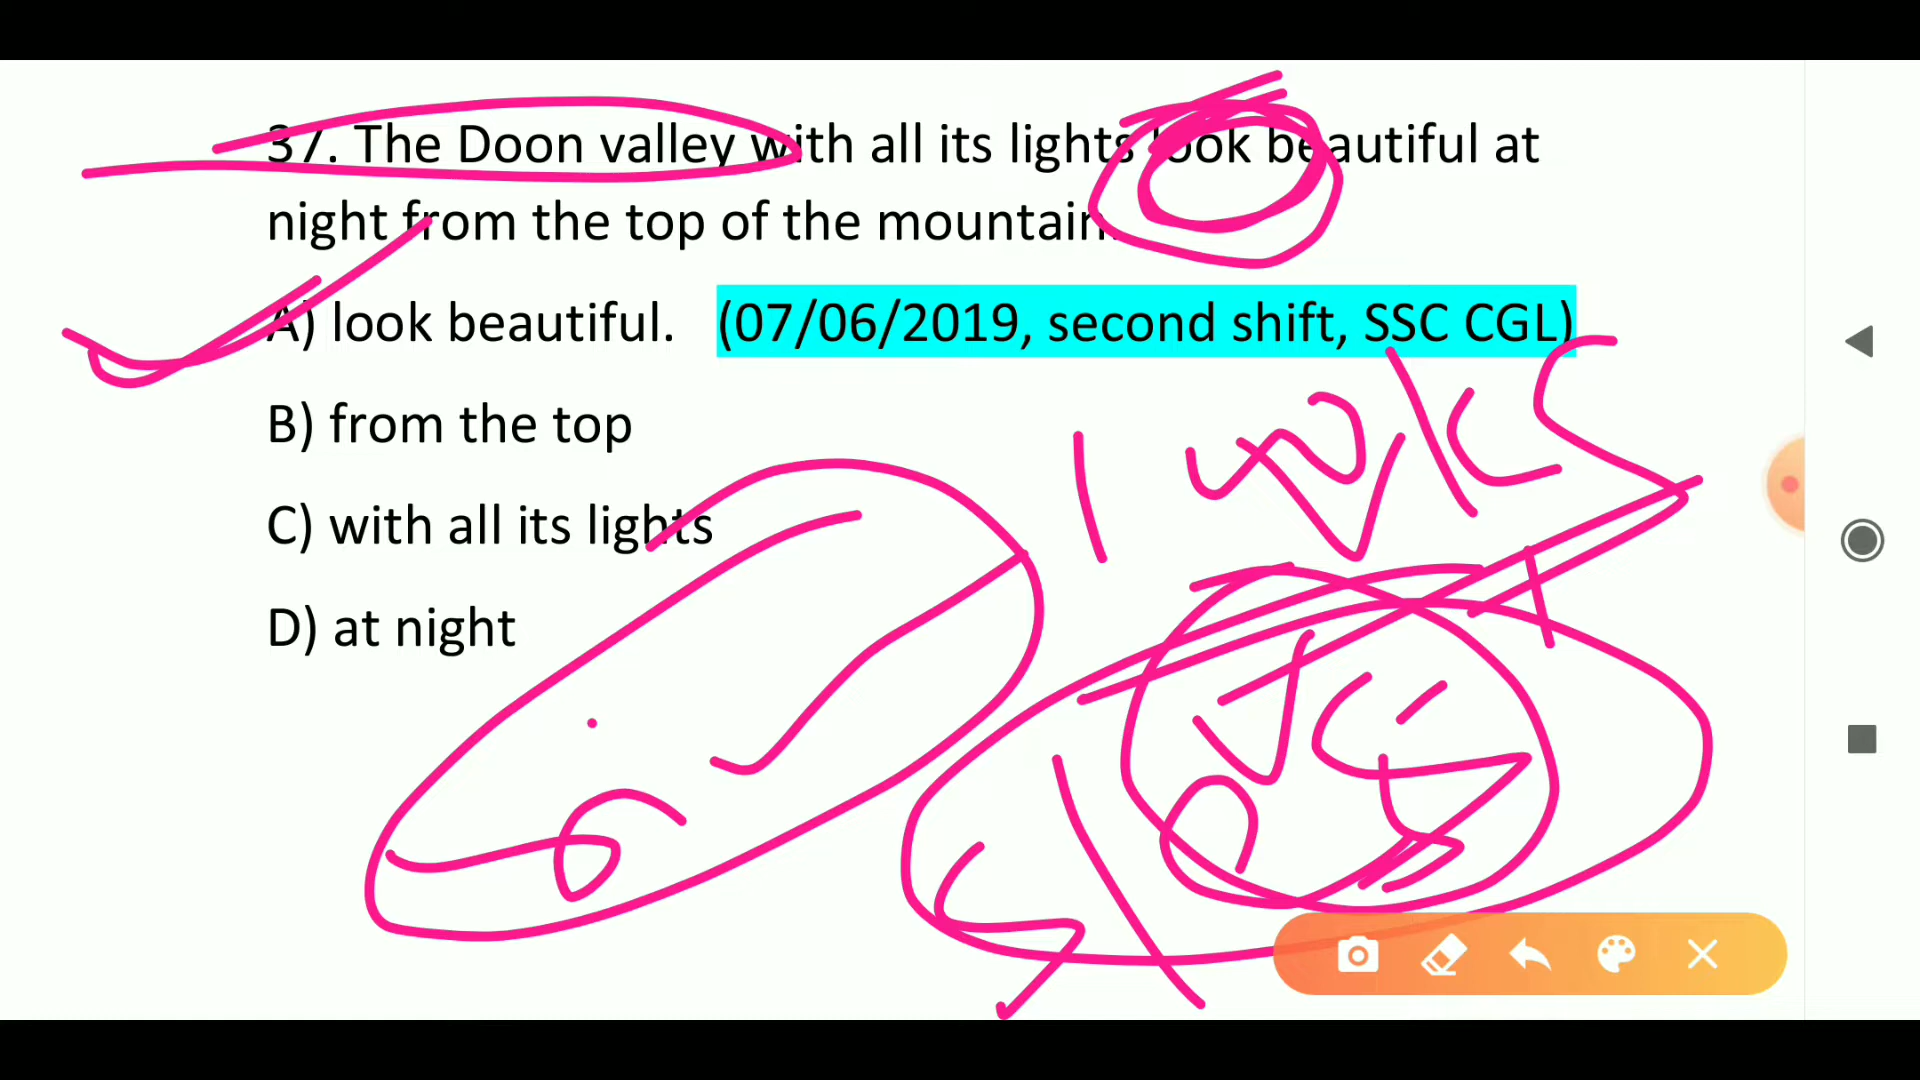 37. The Doon valley with all its lights look beautiful at
night from the top of the mountain.
A) look beautiful. (07/06/2019, second shift, SSC CGL)
B) from the top
C) with all its lights
D) at night